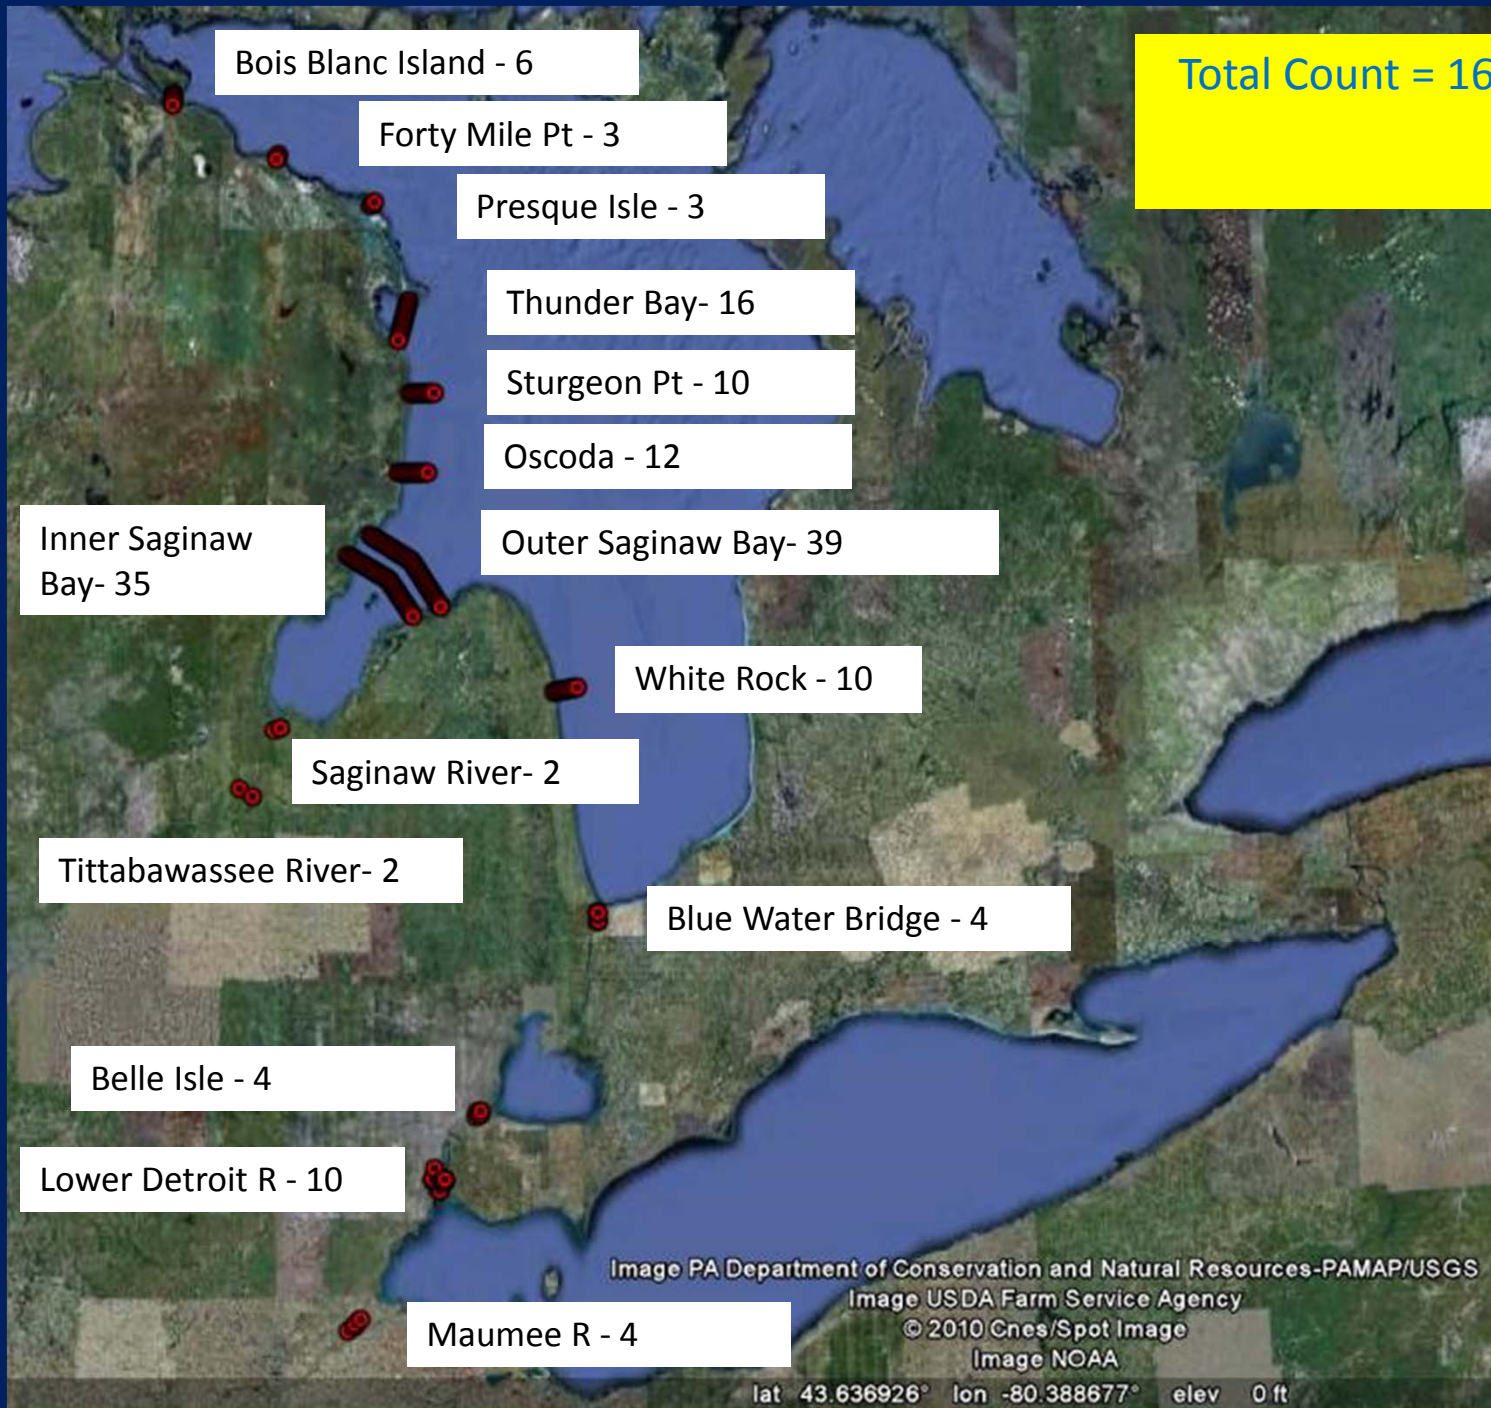 Bois Blanc Island - 6
Total Count = 16
Forty Mile Pt - 3
Presque Isle - 3
Thunder Bay- 16
Sturgeon Pt - 10
Oscoda - 12
Inner Saginaw
Bay- 35
Outer Saginaw Bay- 39
White Rock - 10
Saginaw River- 2
Tittabawassee River- 2
Blue Water Bridge - 4
Belle Isle - 4
Lower Detroit R - 10
Maumee R - 4
Image PA Department of Conservation and Natural Resources-PAMAP/USGS
Image USDA Farm Service Agency
© 2010 Cnes/Spot Image
Image NOAA
lat 43.636926° lon -80.388677° elev 0 ft